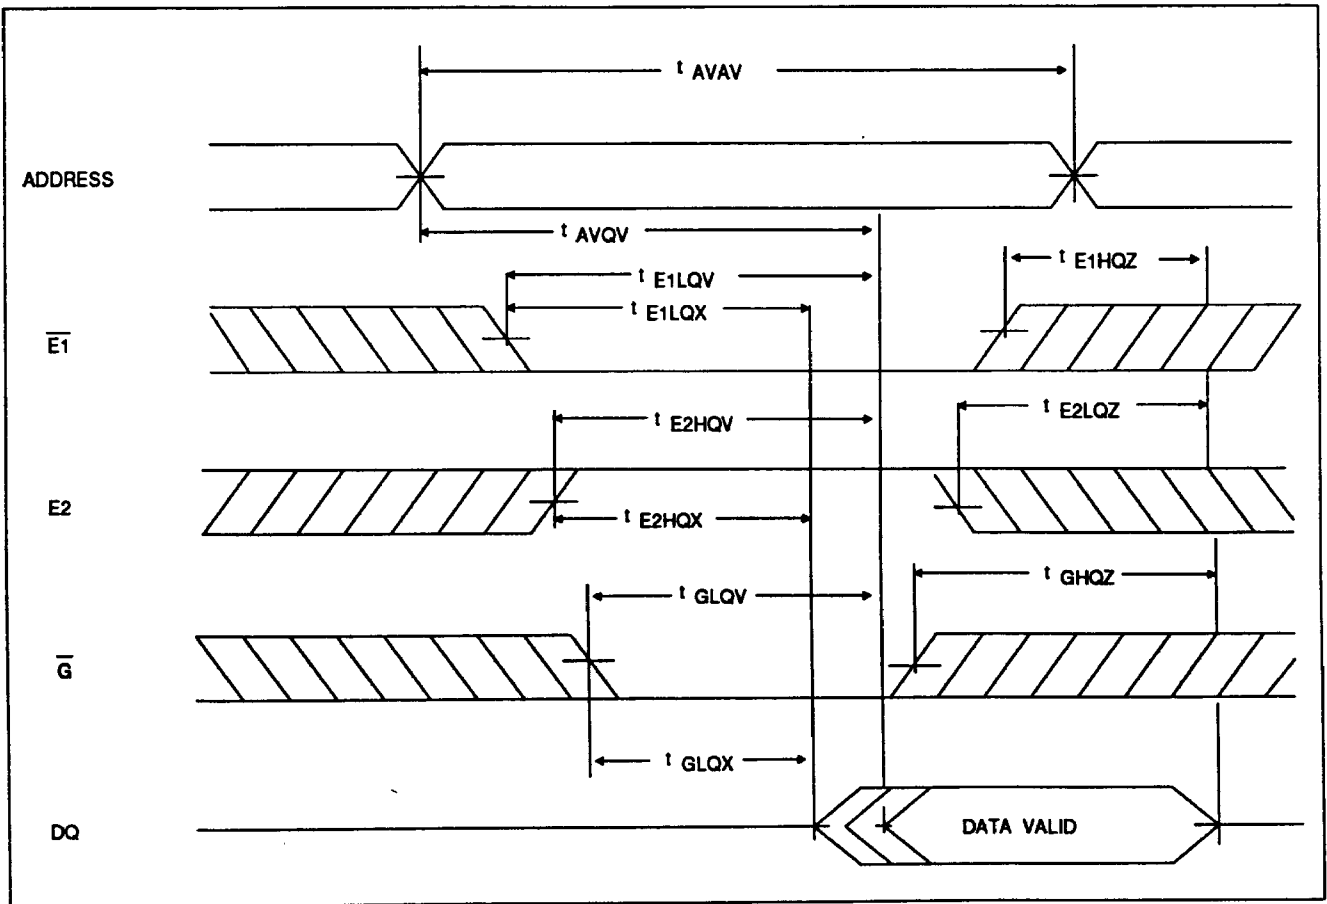 t AVAV
ADDRESS
t AVQV
t E1HQZ
t E1LQV
t E1LQX
E1
t E2LQZ
t E2HQV
E2
t E2HQX
t GHQZ
t GLQV
G
t GLQX
DQ
DATA VALID